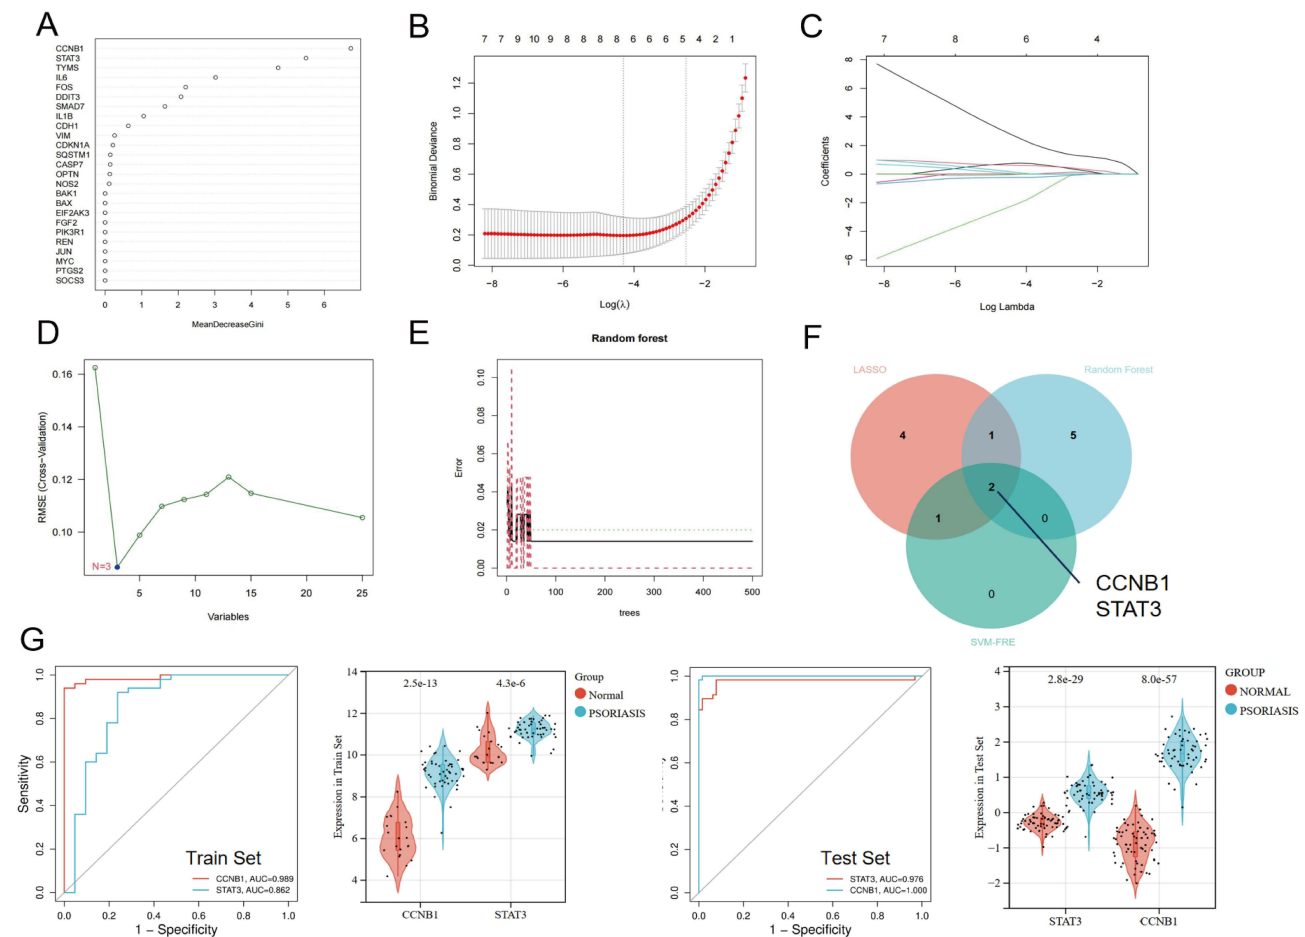 A
CCNB1
STAT3
TYMS
IL6
FOS
DDIT3
SMAD7
IL1B
CDH1
VIM
CDKN1A
SQSTM1
CASP7
OPTN
NOS2
BAK1
BAX
EIF2AK3
FGF2
PIK3R1
REN
JUN
MYC
PTGS2
SOCS3
0 1 2 3 4 5 6
MeanDecreaseGini
B
7 7 9 10 9 8 8 8 8 6 6 6 5 4 2 1
Binomial Deviance
1.2
1.0
0.8
0.6
0.4
0.2
0.0
−8 −6 −4 −2
Log(λ)
C
7 8 6 4
Coefficients
8
6
4
2
0
−2
−4
−6
−8 −6 −4 −2
Log Lambda
D
RMSE (Cross−Validation)
0.16
0.14
0.12
0.10
N=3
5 10 15 20 25
Variables
E
Random forest
Error
0.10
0.08
0.06
0.04
0.02
0.00
0 100 200 300 400 500
trees
F
LASSO
Random Forest
4 1 5
2
1 0
0
CCNB1
STAT3
SVM-FRE
G
Sensitivity
1.0
0.8
0.6
0.4
0.2
0.0
Train Set
CCNB1, AUC=0.989
STAT3, AUC=0.862
0.0 0.2 0.4 0.6 0.8 1.0
1 − Specificity
Expression in Train Set
14
12
10
8
6
4
2.5e-13 4.3e-6
CCNB1 STAT3
Group
Normal
PSORIASIS
1.0
0.8
0.6
0.4
0.2
0.0
Test Set
STAT3, AUC=0.976
CCNB1, AUC=1.000
0.0 0.2 0.4 0.6 0.8 1.0
1 − Specificity
Expression in Test Set
4
3
2
1
0
−1
−2
2.8e-29 8.0e-57
STAT3 CCNB1
GROUP
NORMAL
PSORIASIS